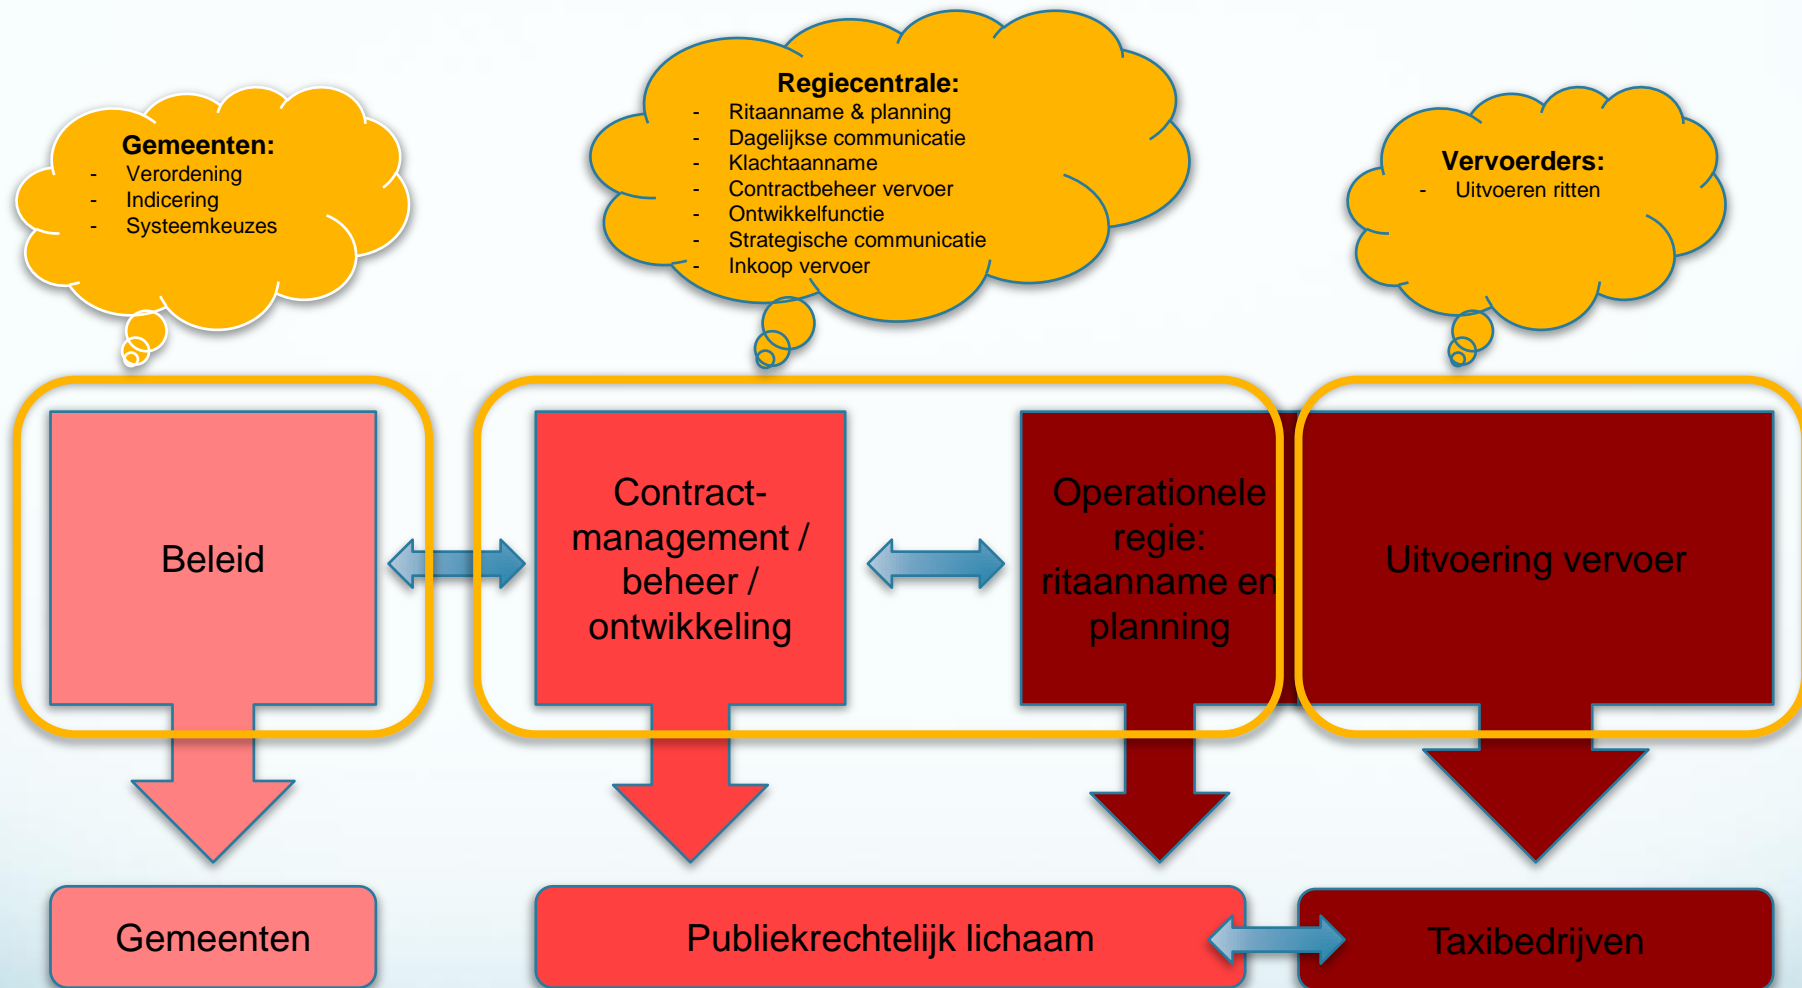 Gemeenten:
- Verordening
- Indicering
- Systeemkeuzes
Regiecentrale:
- Ritaanname & planning
- Dagelijkse communicatie
- Klachtaanname
- Contractbeheer vervoer
- Ontwikkelfunctie
- Strategische communicatie
- Inkoop vervoer
Vervoerders:
- Uitvoeren ritten
Beleid
Contract-
management /
beheer /
ontwikkeling
Operationele
regie:
ritaanname en
planning
Uitvoering vervoer
Gemeenten
Publiekrechtelijk lichaam
Taxibedrijven